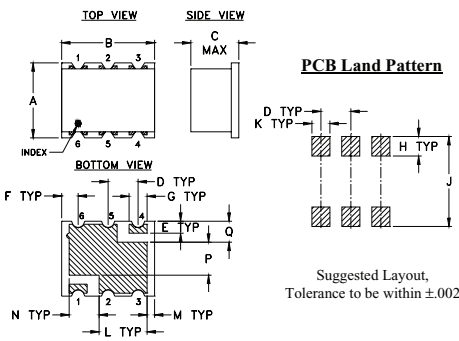 TOP VIEW
SIDE VIEW
B
C
MAX
1 2 3
A
6 5 4
INDEX
PCB Land Pattern
D TYP
K TYP
H TYP
J
BOTTOM VIEW
F TYP
D TYP
G TYP
6 5 4
E TYP
Q
P
1 2 3
N TYP
M TYP
L TYP
Suggested Layout,
Tolerance to be within ±.002